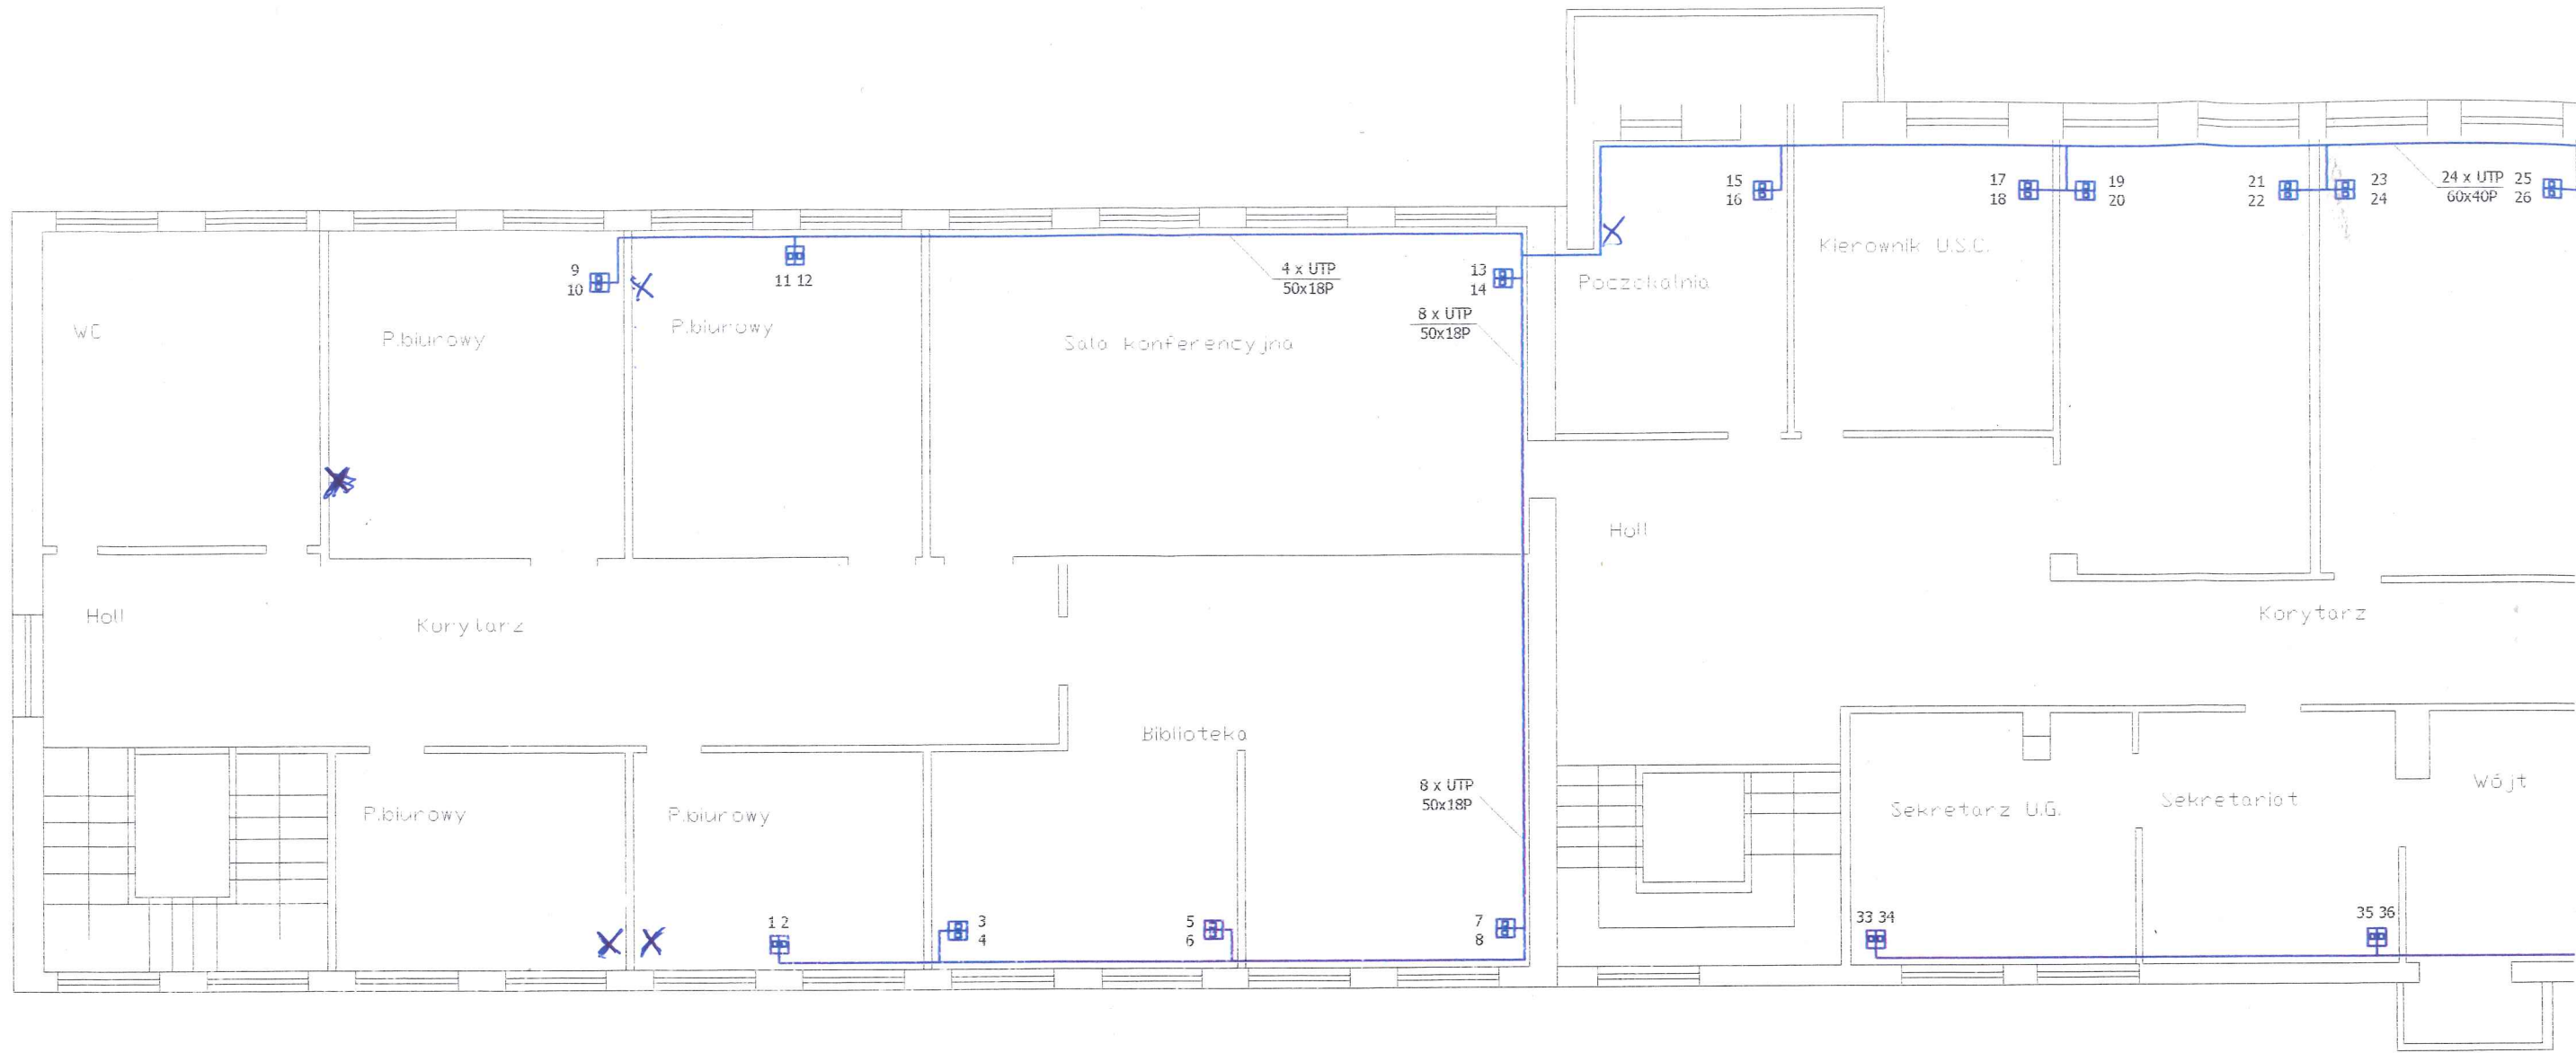 15
16
17
18
19
20
21
22
23
24
24 x UTP
60x40P
25
26
Kierownik U.S.C.
9
10
11 12
4 x UTP
50x18P
13
14
Poczekalnia
8 x UTP
50x18P
WC
P.biurowy
P.biurowy
Sala konferencyjna
Holl
Holl
Korytarz
Korytarz
Biblioteka
8 x UTP
50x18P
P.biurowy
P.biurowy
Sekretarz U.G.
Sekretariat
Wójt
1 2
3
4
5
6
7
8
33 34
35 36